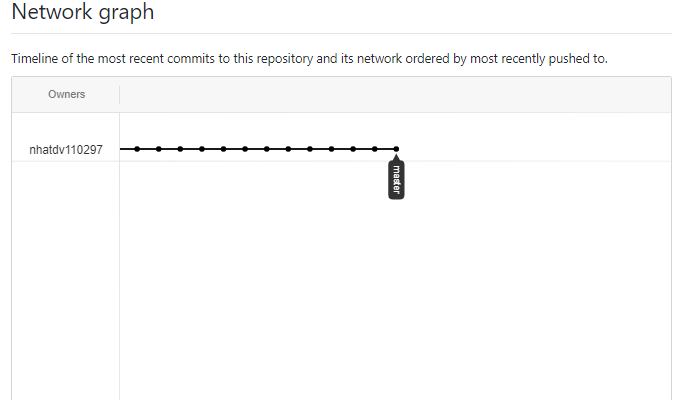 Network graph
Timeline of the most recent commits to this repository and its network ordered by most recently pushed to.
Owners
nhatdv110297
master